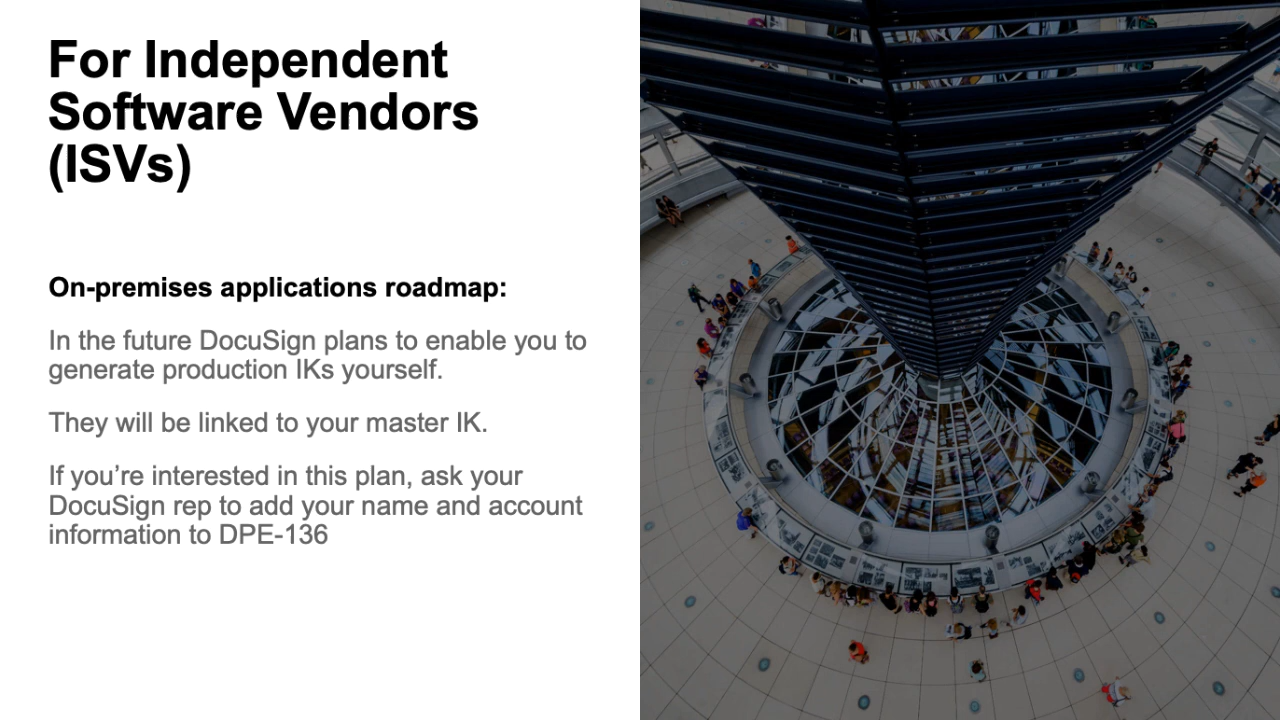 For Independent
Software Vendors
(ISVs)
On-premises applications roadmap:
In the future DocuSign plans to enable you to
generate production IKs yourself.
They will be linked to your master IK.
If you’re interested in this plan, ask your
DocuSign rep to add your name and account
information to DPE-136